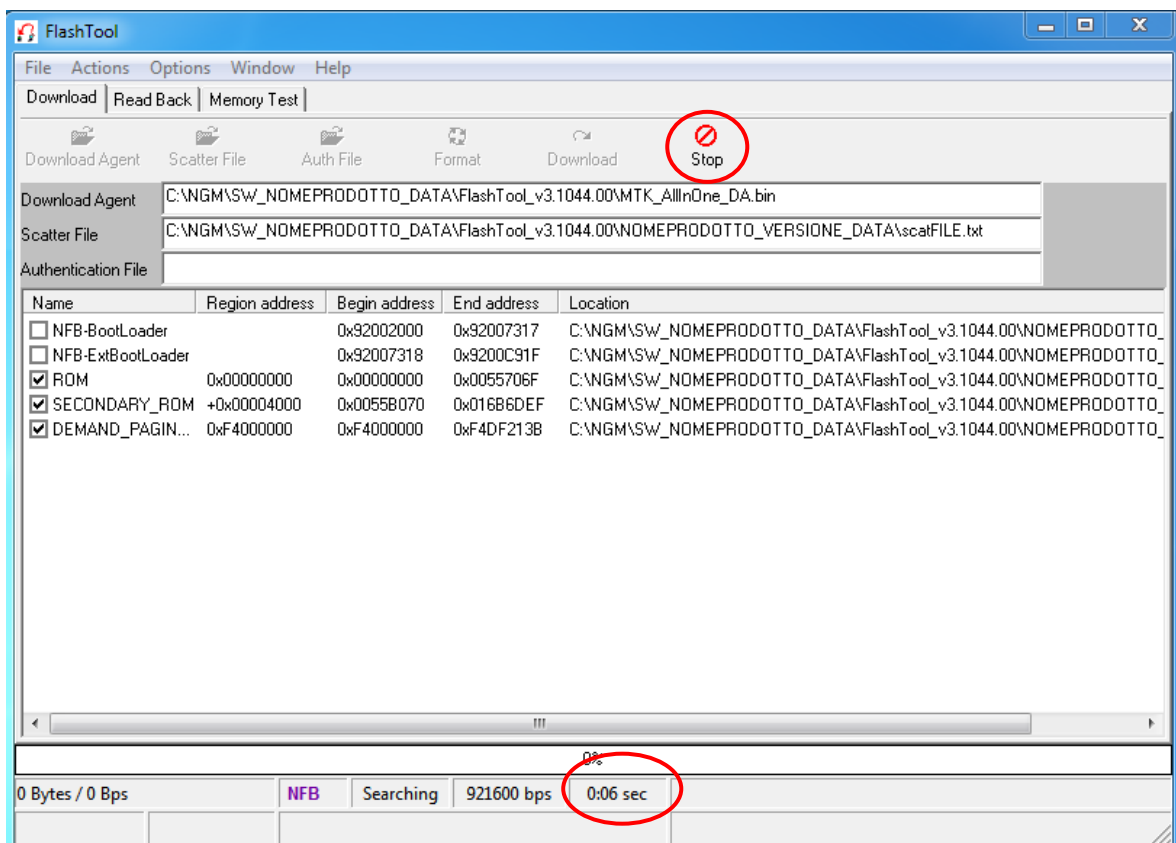 FlashTool
File Actions Options Window Help
Download Read Back Memory Test
Download Agent Scatter File Auth File Format Download Stop
Download Agent C:\NGM\SW_NOMEPRODOTTO_DATA\FlashTool_v3.1044.00\MTK_AllInOne_DA.bin
Scatter File C:\NGM\SW_NOMEPRODOTTO_DATA\FlashTool_v3.1044.00\NOMEPRODOTTO_VERSIONE_DATA\scatFILE.txt
Authentication File
Name Region address Begin address End address Location
NFB-BootLoader 0x92002000 0x92007317 C:\NGM\SW_NOMEPRODOTTO_DATA\FlashTool_v3.1044.00\NOMEPRODOTTO_
NFB-ExtBootLoader 0x92007318 0x9200C91F C:\NGM\SW_NOMEPRODOTTO_DATA\FlashTool_v3.1044.00\NOMEPRODOTTO_
ROM 0x00000000 0x00000000 0x0055706F C:\NGM\SW_NOMEPRODOTTO_DATA\FlashTool_v3.1044.00\NOMEPRODOTTO_
SECONDARY_ROM +0x00004000 0x0055B070 0x016B6DEF C:\NGM\SW_NOMEPRODOTTO_DATA\FlashTool_v3.1044.00\NOMEPRODOTTO_
DEMAND_PAGIN... 0xF4000000 0xF4000000 0xF4DF213B C:\NGM\SW_NOMEPRODOTTO_DATA\FlashTool_v3.1044.00\NOMEPRODOTTO_
0%
0 Bytes / 0 Bps NFB Searching 921600 bps 0:06 sec